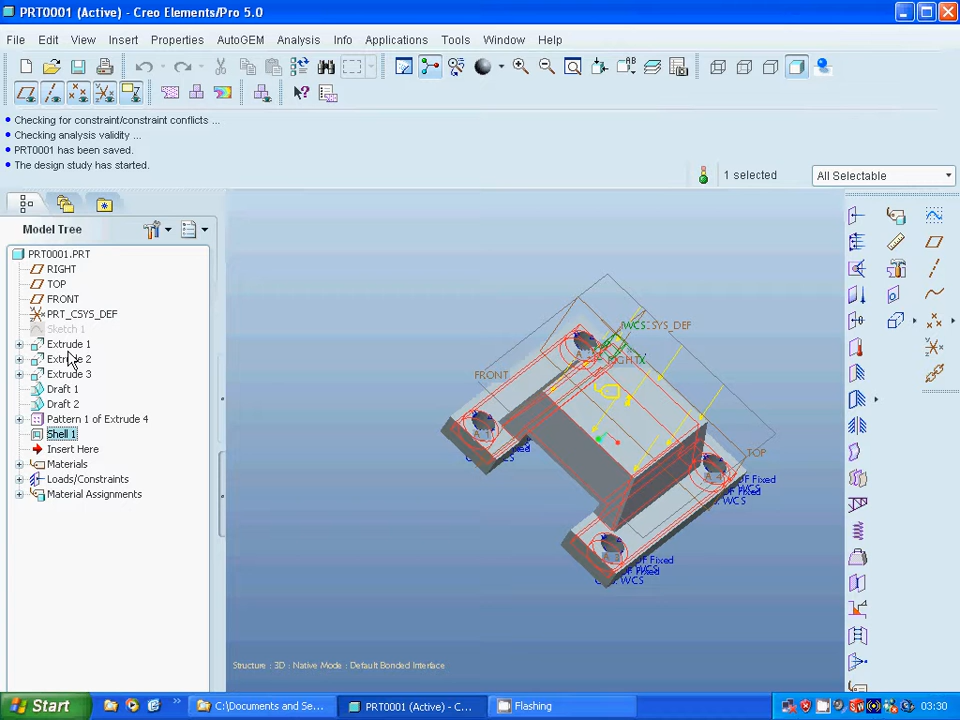 PRT0001 (Active) - Creo Elements/Pro 5.0
File Edit View Insert Properties AutoGEM Analysis Info Applications Tools Window Help
Checking for constraint/constraint conflicts ...
Checking analysis validity ...
PRT0001 has been saved.
The design study has started.
1 selected
All Selectable
Model Tree
PRT0001.PRT
RIGHT
TOP
FRONT
PRT_CSYS_DEF
Sketch 1
Extrude 1
Extrude 2
Extrude 3
Draft 1
Draft 2
Pattern 1 of Extrude 4
Shell 1
Insert Here
Materials
Loads/Constraints
Material Assignments
FRONT
TOP
Structure : 3D : Native Mode : Default Bonded Interface
Start
C:\Documents and Se...
PRT0001 (Active) - C...
Flashing
03:30